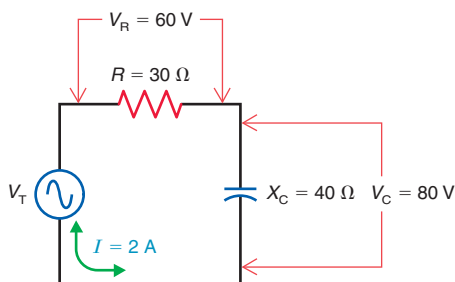 V_R = 60 V
R = 30 Ω
V_T
X_C = 40 Ω V_C = 80 V
I = 2 A